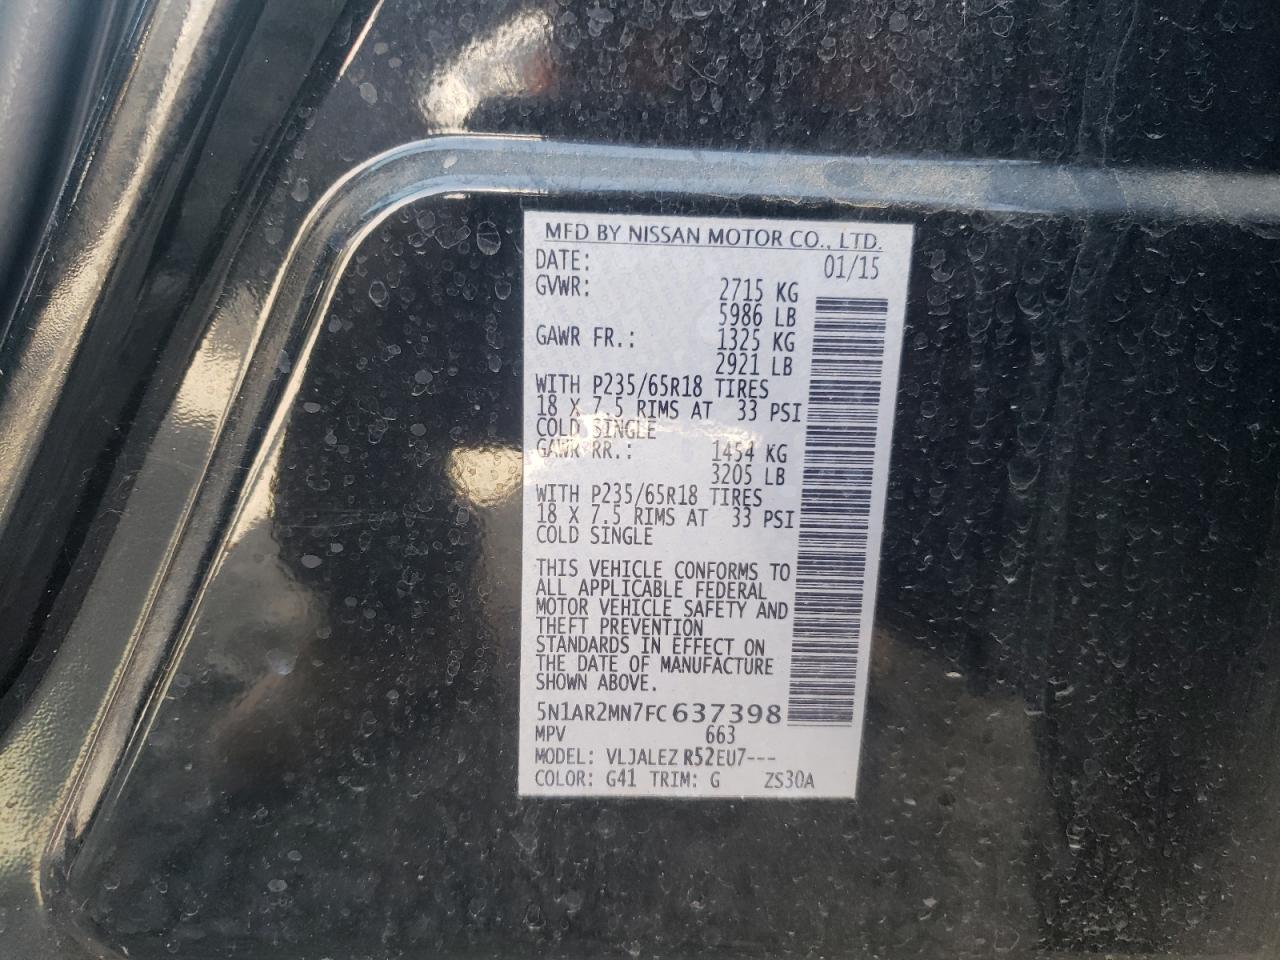 MFD BY NISSAN MOTOR CO., LTD.
DATE: 01/15
GVWR: 2715 KG
5986 LB
GAWR FR.: 1325 KG
2921 LB
WITH P235/65R18 TIRES
18 X 7.5 RIMS AT 33 PSI
COLD SINGLE
GAWR RR.: 1454 KG
3205 LB
WITH P235/65R18 TIRES
18 X 7.5 RIMS AT 33 PSI
COLD SINGLE
THIS VEHICLE CONFORMS TO
ALL APPLICABLE FEDERAL
MOTOR VEHICLE SAFETY AND
THEFT PREVENTION
STANDARDS IN EFFECT ON
THE DATE OF MANUFACTURE
SHOWN ABOVE.
5N1AR2MN7FC637398
MPV 663
MODEL: VLJALEZ R52EU7---
COLOR: G41 TRIM: G ZS30A